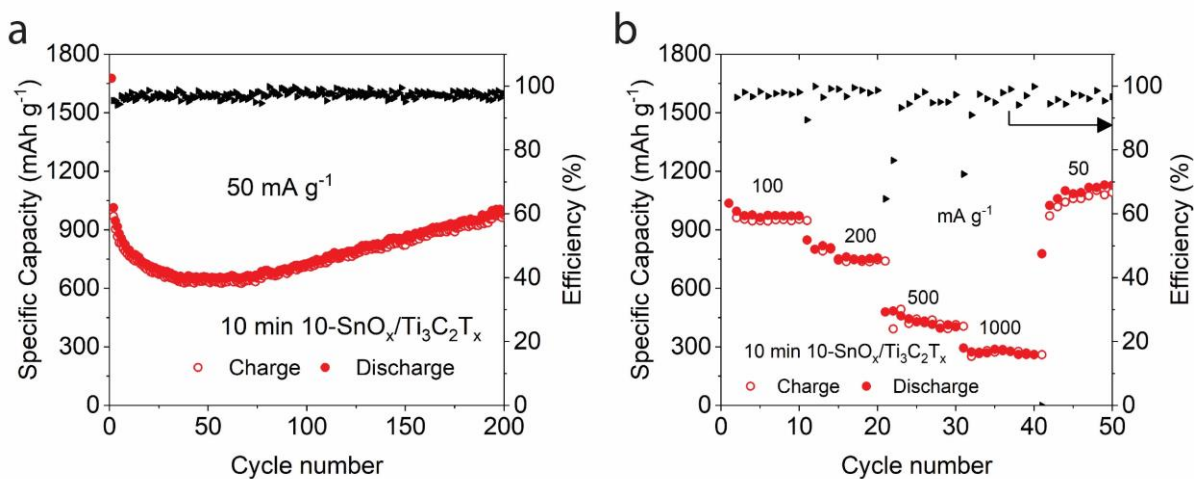 a
1800
1500
1200
900
600
300
0
Specific Capacity (mAh g⁻¹)
50 mA g⁻¹
10 min 10-SnOₓ/Ti₃C₂Tₓ
Charge Discharge
100
80
60
40
20
0
Efficiency (%)
0 50 100 150 200
Cycle number
b
1800
1500
1200
900
600
300
0
Specific Capacity (mAh g⁻¹)
100
200
500
1000
50
mA g⁻¹
10 min 10-SnOₓ/Ti₃C₂Tₓ
Charge Discharge
100
80
60
40
20
0
Efficiency (%)
0 10 20 30 40 50
Cycle number